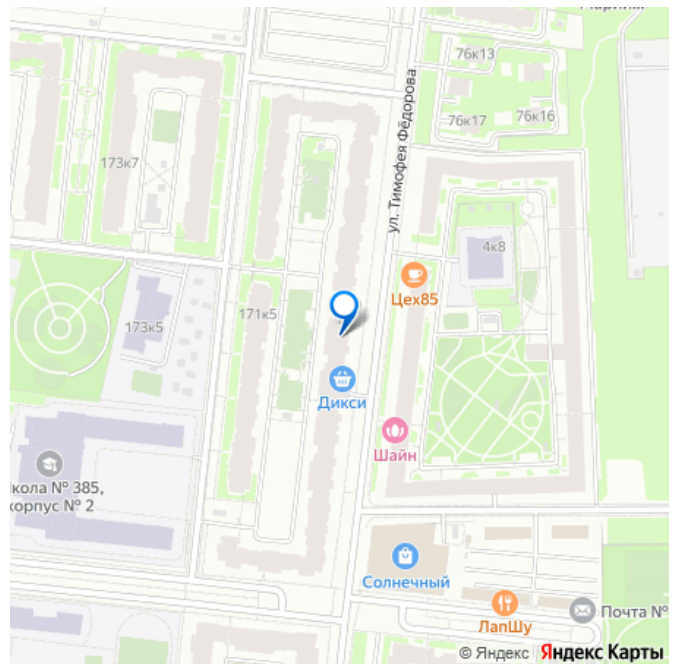 76к13
ул. Тимофея Фёдорова
76к17
76к16
173к7
4к8
Цех85
171к5
173к5
Дикси
Шайн
кола № 385,
корпус № 2
Солнечный
ЛапШу
Почта №
© Яндекс Яндекс Карты